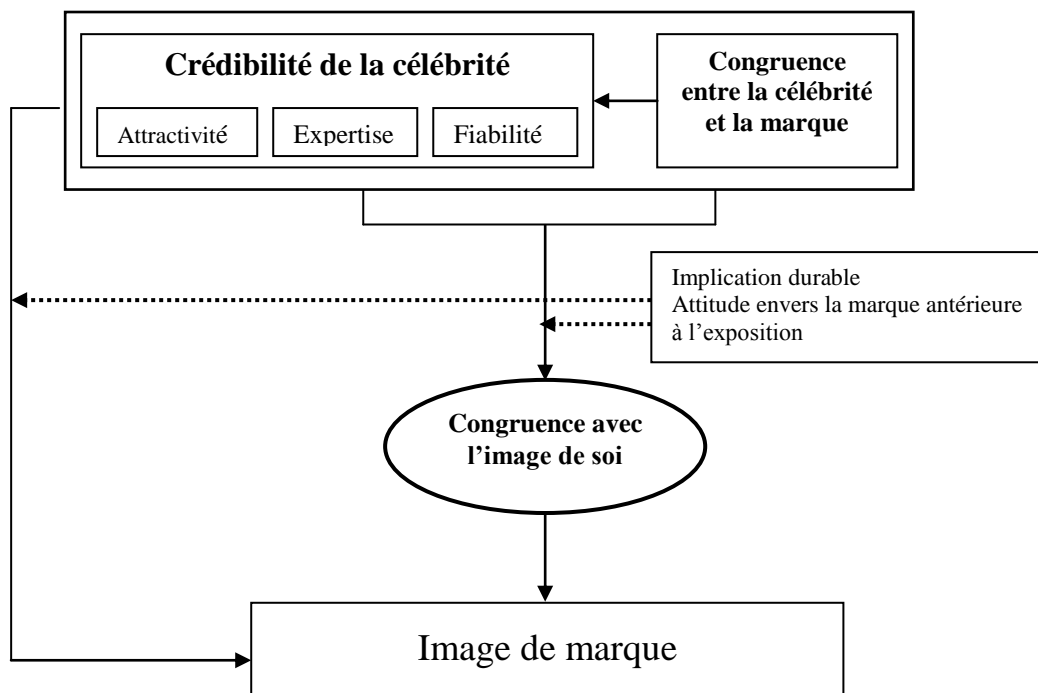 Crédibilité de la célébrité
Attractivité
Expertise
Fiabilité
Congruence
entre la célébrité
et la marque
Implication durable
Attitude envers la marque antérieure
à l’exposition
Congruence avec
l’image de soi
Image de marque